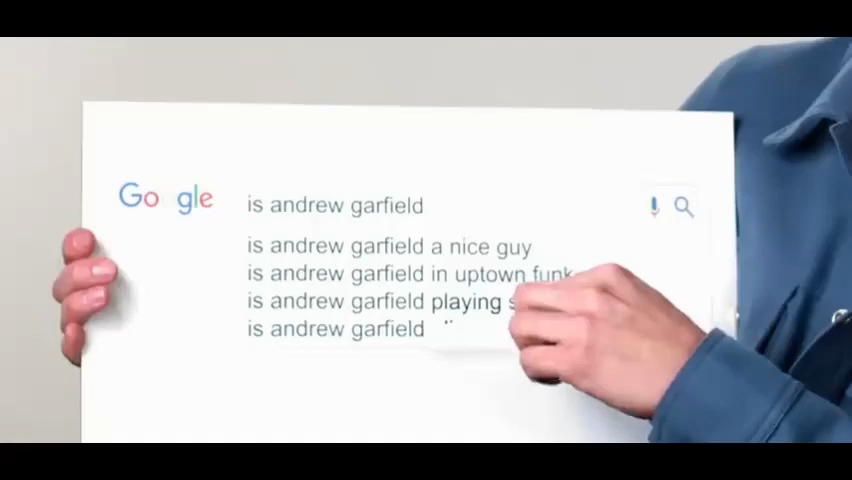 Google
is andrew garfield
is andrew garfield a nice guy
is andrew garfield in uptown funk
is andrew garfield playing
is andrew garfield